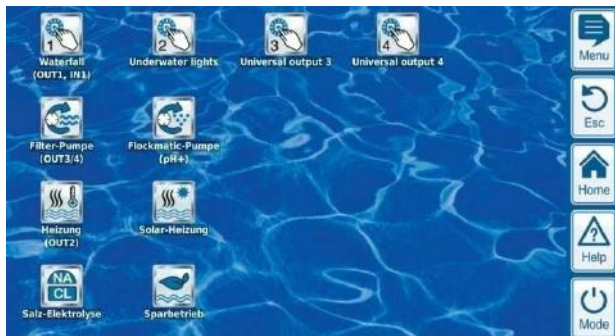 1
2
3
4
Waterfall
(OUT1, IN1)
Underwater lights
Universal output 3
Universal output 4
Filter-Pumpe
(OUT3/4)
Flockmatic-Pumpe
(pH+)
Heizung
(OUT2)
Solar-Heizung
NA
CL
Salz-Elektrolyse
Sparbetrieb
Menu
Esc
Home
?
Help
Mode